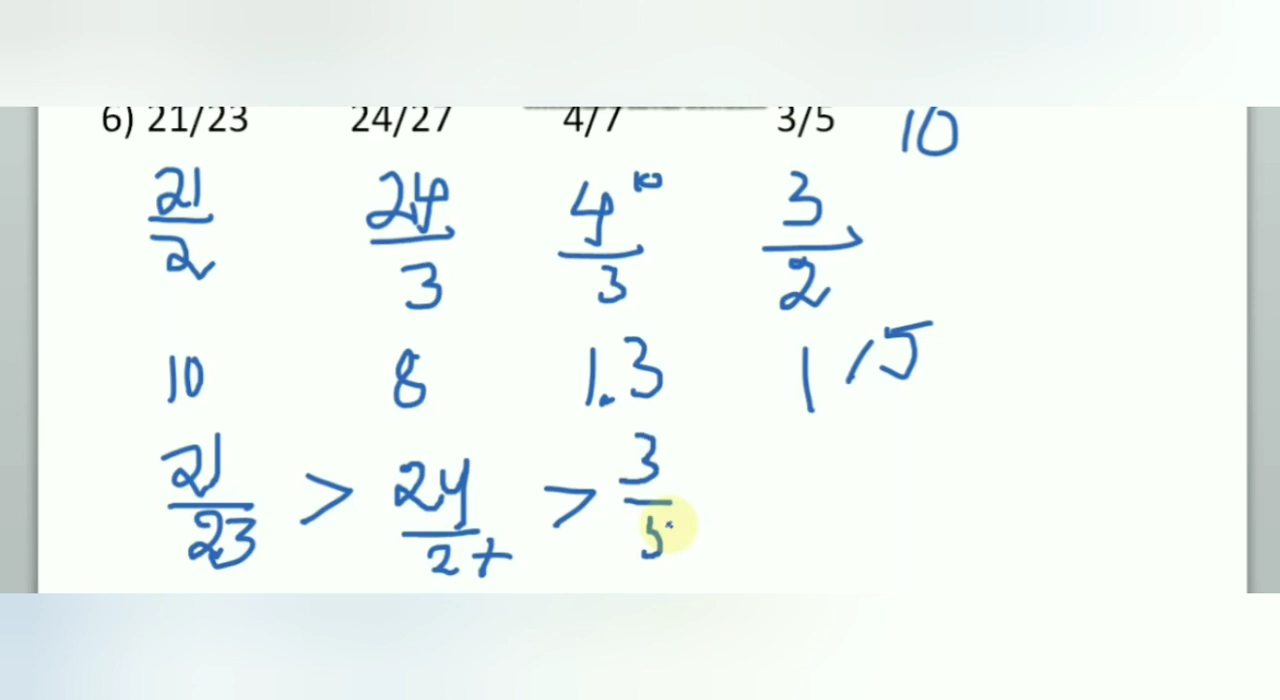 6) 21/23 24/27 4/7 3/5 10
21/2 24/3 4/3 3/2
10 8 1.3 1.5
21/23 > 24/27 > 3/5